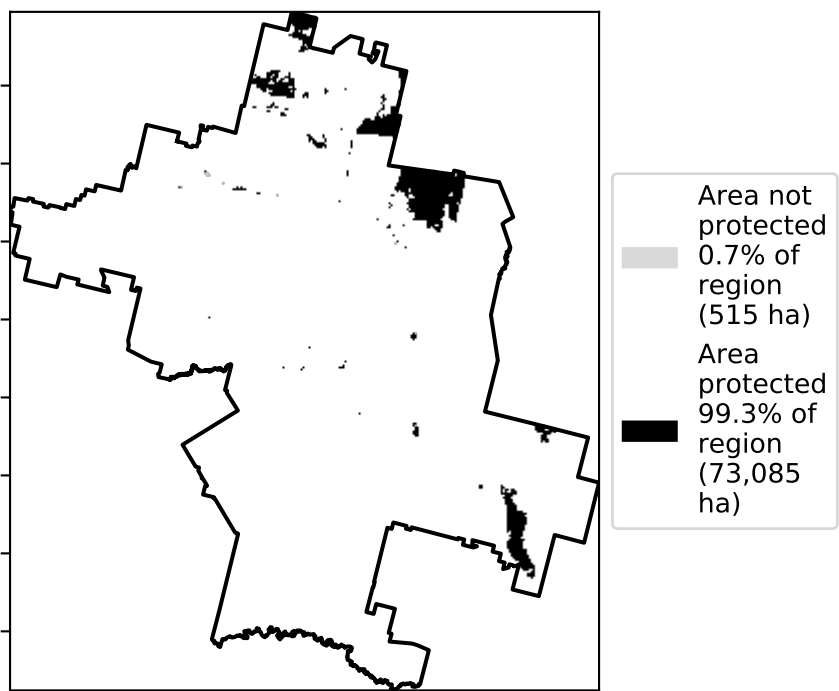 Area not
protected
0.7% of
region
(515 ha)
Area
protected
99.3% of
region
(73,085
ha)